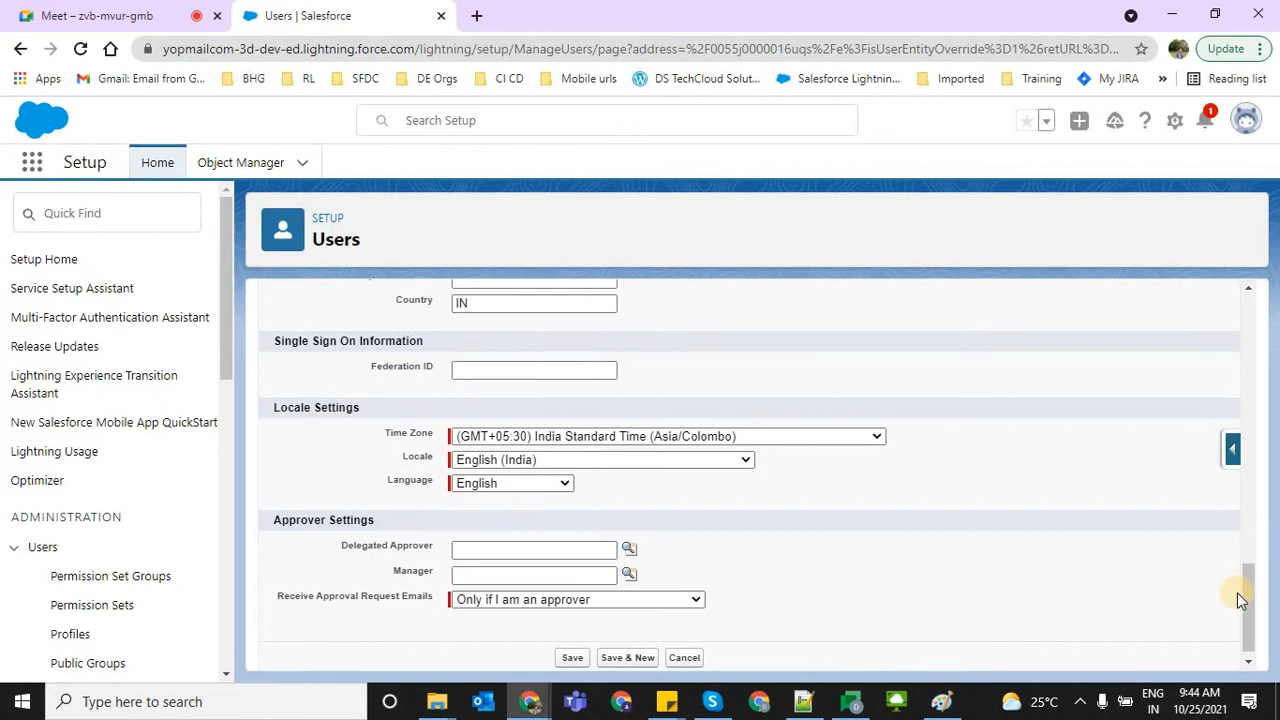 Meet – zvb-mvur-gmb
Users | Salesforce
yopmailcom-3d-dev-ed.lightning.force.com/lightning/setup/ManageUsers/page?address=%2F0055j0000016uqs%2Fe%3FisUserEntityOverride%3D1%26retURL%3D...
Update
Apps
Gmail: Email from G...
BHG
RL
SFDC
DE Orgs
CI CD
Mobile urls
DS TechCloud Solut...
Salesforce Lightnin...
Imported
Training
My JIRA
»
Reading list
Search Setup
1
Setup
Home
Object Manager
Quick Find
SETUP
Users
Setup Home
Service Setup Assistant
Multi-Factor Authentication Assistant
Release Updates
Lightning Experience Transition
Assistant
New Salesforce Mobile App QuickStart
Lightning Usage
Optimizer
ADMINISTRATION
Users
Permission Set Groups
Permission Sets
Profiles
Public Groups
Country
IN
Single Sign On Information
Federation ID
Locale Settings
Time Zone
(GMT+05:30) India Standard Time (Asia/Colombo)
Locale
English (India)
Language
English
Approver Settings
Delegated Approver
Manager
Receive Approval Request Emails
Only if I am an approver
Save
Save & New
Cancel
Type here to search
25°C
ENG
IN
9:44 AM
10/25/2021